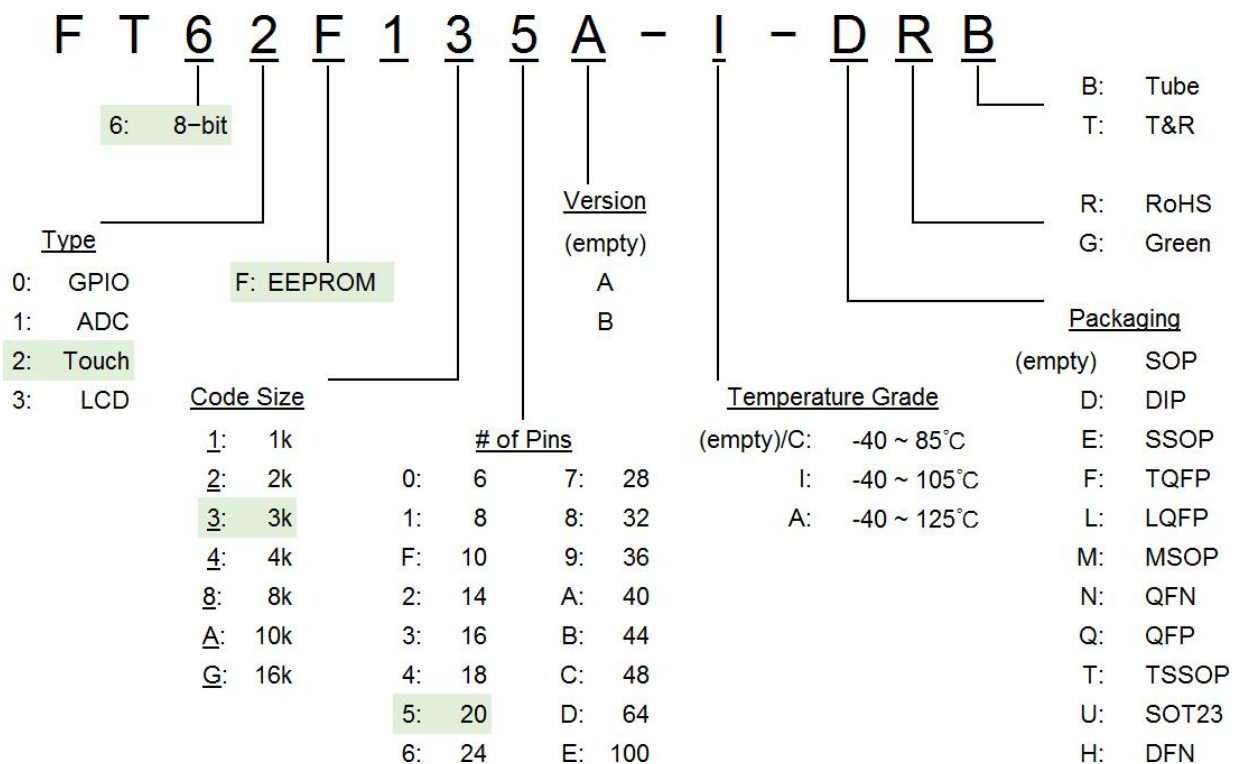 F T 6 2 F 1 3 5 A - I - D R B
6: 8-bit
B: Tube
T: T&R
R: RoHS
G: Green
Version
(empty)
A
B
Type
0: GPIO
1: ADC
2: Touch
3: LCD
F: EEPROM
Code Size
1: 1k
2: 2k
3: 3k
4: 4k
8: 8k
A: 10k
G: 16k
# of Pins
0: 6 7: 28
1: 8 8: 32
F: 10 9: 36
2: 14 A: 40
3: 16 B: 44
4: 18 C: 48
5: 20 D: 64
6: 24 E: 100
Temperature Grade
(empty)/C: -40 ~ 85℃
I: -40 ~ 105℃
A: -40 ~ 125℃
Packaging
(empty) SOP
D: DIP
E: SSOP
F: TQFP
L: LQFP
M: MSOP
N: QFN
Q: QFP
T: TSSOP
U: SOT23
H: DFN